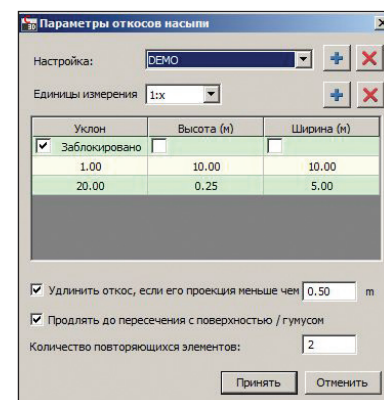 Параметры откосов насыпи
Настройка: DEMO
Единицы измерения 1:x
Уклон Высота (м) Ширина (м)
Заблокировано
1.00 10.00 10.00
20.00 0.25 5.00
Удлинить откос, если его проекция меньше чем 0.50 m
Продлять до пересечения с поверхностью / гумусом
Количество повторяющихся элементов: 2
Принять Отменить